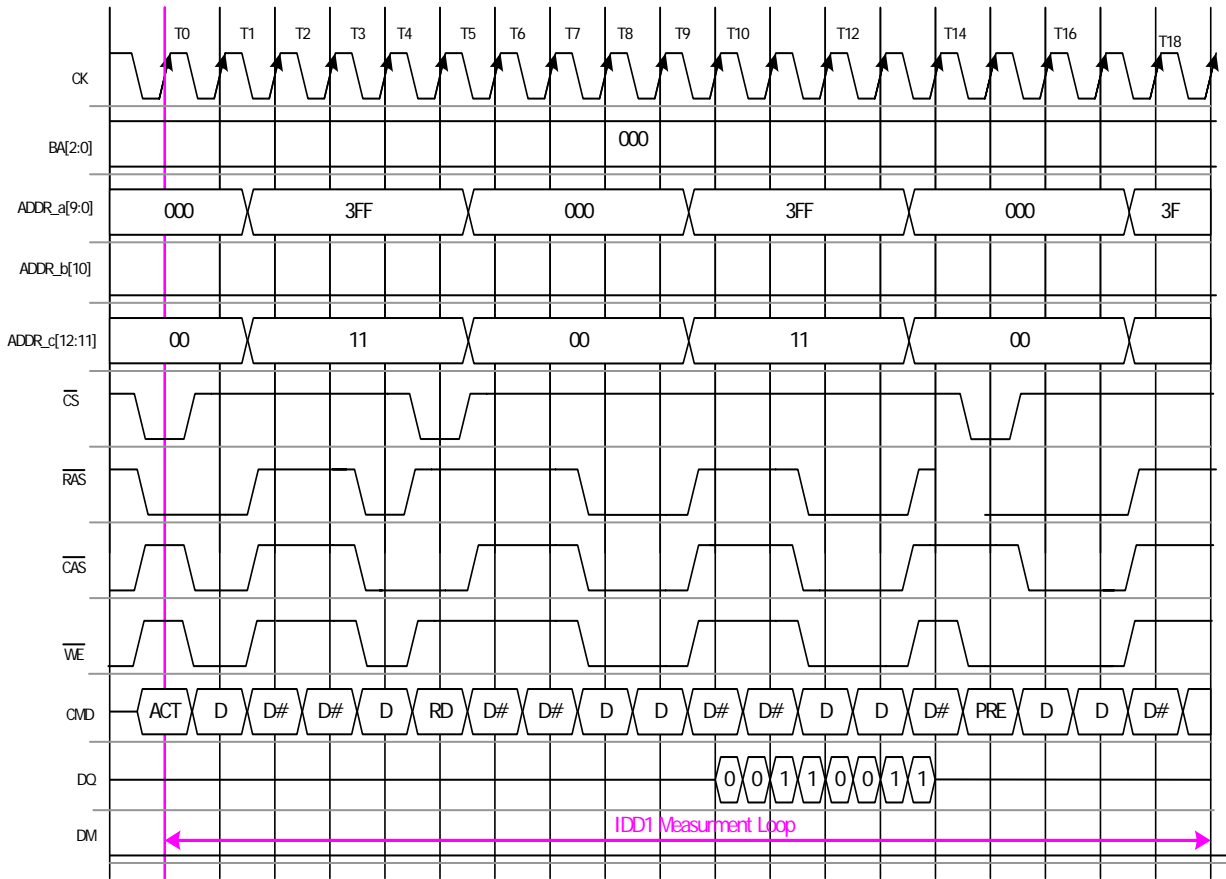 T0 T1 T2 T3 T4 T5 T6 T7 T8 T9 T10 T12 T14 T16 T18
CK
BA[2:0] 000
ADDR_a[9:0] 000 3FF 000 3FF 000 3F
ADDR_b[10]
ADDR_c[12:11] 00 11 00 11 00
CS
RAS
CAS
WE
CMD ACT D D# D# D RD D# D# D D D# D# D D D# PRE D D D#
DQ 0 0 1 1 0 0 1 1
IDD1 Measurment Loop
DM